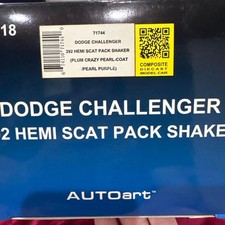 18
71744
DODGE CHALLENGER
392 HEMI SCAT PACK SHAKER
(PLUM CRAZY PEARL-COAT
/PEARL PURPLE)
COMPOSITE
DIECAST
MODEL CAR
DODGE CHALLENGER
2 HEMI SCAT PACK SHAKE
AUTOart™